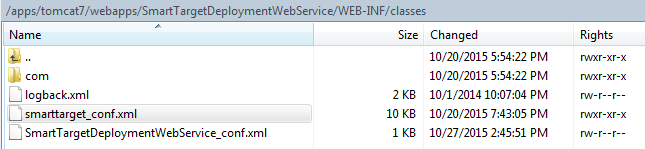 /apps/tomcat7/webapps/SmartTargetDeploymentWebService/WEB-INF/classes
Name Size Changed Rights
.. 10/20/2015 5:54:22 PM rwxr-xr-x
com 10/20/2015 5:54:22 PM rwxr-xr-x
logback.xml 2 KB 10/1/2014 10:07:04 PM rw-r--r--
smarttarget_conf.xml 10 KB 10/20/2015 7:43:05 PM rwxr-xr-x
SmartTargetDeploymentWebService_conf.xml 1 KB 10/27/2015 2:45:51 PM rw-r--r--